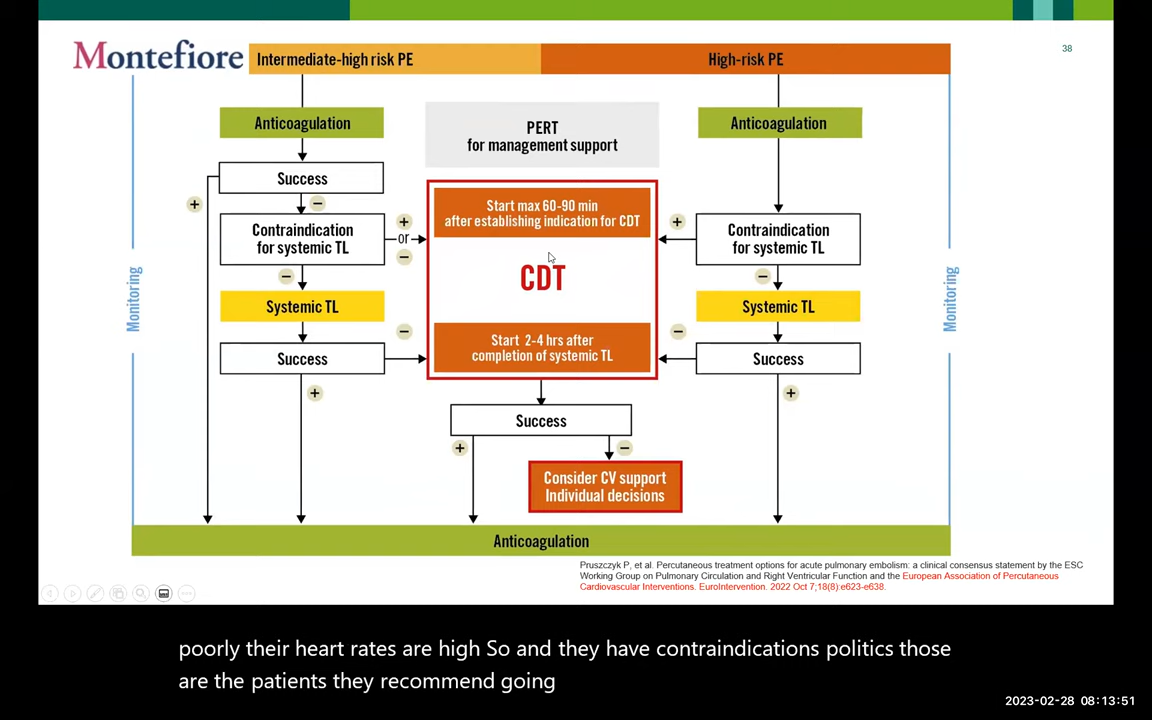 38
Montefiore
Intermediate-high risk PE
High-risk PE
Anticoagulation
PERT
for management support
Anticoagulation
Success
+
−
Start max 60-90 min
after establishing indication for CDT
Contraindication
for systemic TL
+
or
−
+
Contraindication
for systemic TL
CDT
Monitoring
Monitoring
−
−
Systemic TL
Systemic TL
−
−
Start 2-4 hrs after
completion of systemic TL
Success
Success
+
+
Success
+
−
Consider CV support
Individual decisions
Anticoagulation
Pruszczyk P, et al. Percutaneous treatment options for acute pulmonary embolism: a clinical consensus statement by the ESC
Working Group on Pulmonary Circulation and Right Ventricular Function and the European Association of Percutaneous
Cardiovascular Interventions. EuroIntervention. 2022 Oct 7;18(8):e623-e638.
poorly their heart rates are high So and they have contraindications politics those
are the patients they recommend going
2023-02-28 08:13:51